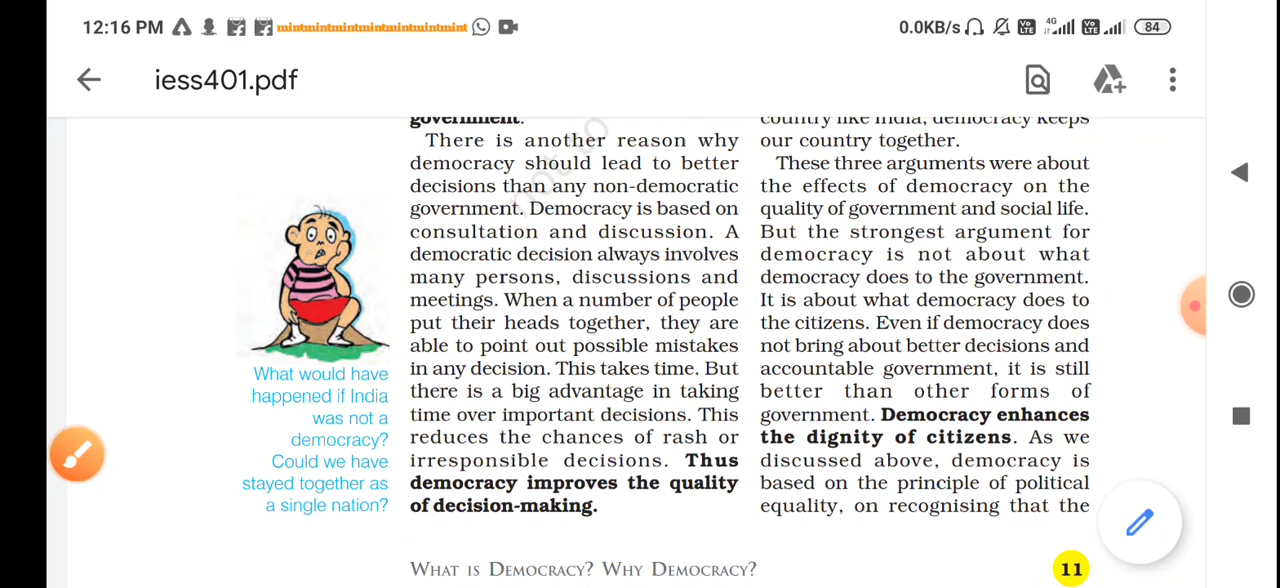 12:16 PM
mintmintmintmintmintmint
0.0KB/s
4G
84
iess401.pdf
government.
There is another reason why
democracy should lead to better
decisions than any non-democratic
government. Democracy is based on
consultation and discussion. A
democratic decision always involves
many persons, discussions and
meetings. When a number of people
put their heads together, they are
able to point out possible mistakes
in any decision. This takes time. But
there is a big advantage in taking
time over important decisions. This
reduces the chances of rash or
irresponsible decisions. Thus
democracy improves the quality
of decision-making.
What would have
happened if India
was not a
democracy?
Could we have
stayed together as
a single nation?
country like India, democracy keeps
our country together.
These three arguments were about
the effects of democracy on the
quality of government and social life.
But the strongest argument for
democracy is not about what
democracy does to the government.
It is about what democracy does to
the citizens. Even if democracy does
not bring about better decisions and
accountable government, it is still
better than other forms of
government. Democracy enhances
the dignity of citizens. As we
discussed above, democracy is
based on the principle of political
equality, on recognising that the
not to
What is Democracy? Why Democracy?
11